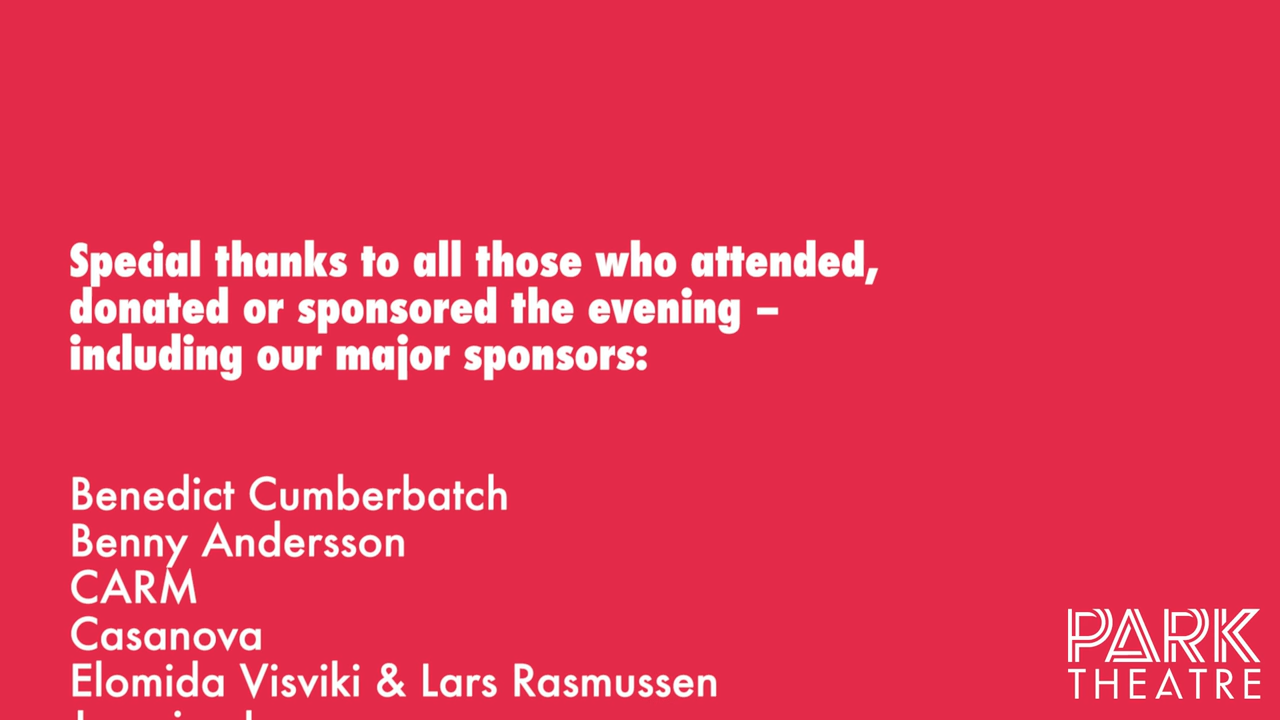 Special thanks to all those who attended,
donated or sponsored the evening –
including our major sponsors:
Benedict Cumberbatch
Benny Andersson
CARM
Casanova
Elomida Visviki & Lars Rasmussen
PARK
THEATRE